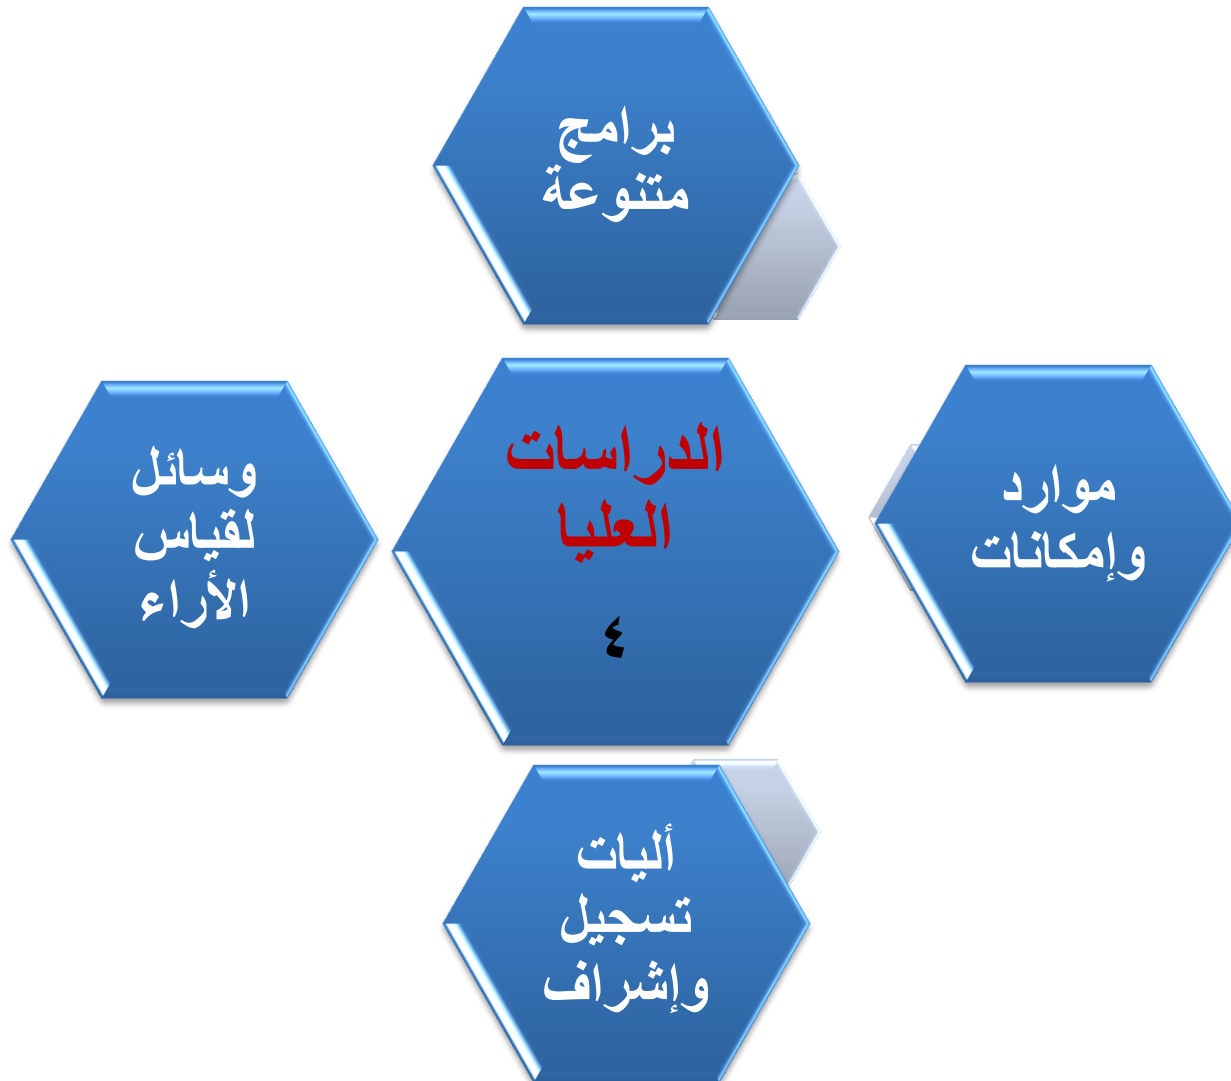 برامج
متنوعة
موارد
وإمكانات
الدراسات
العليا
٤
وسائل
لقياس
الأراء
أليات
تسجيل
وإشراف